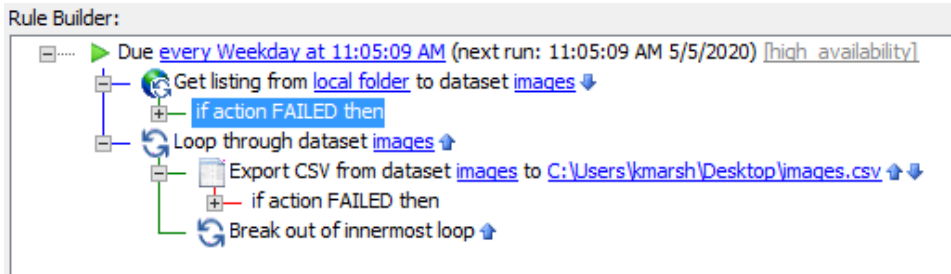 Rule Builder:
Due every Weekday at 11:05:09 AM (next run: 11:05:09 AM 5/5/2020) [high_availability]
Get listing from local folder to dataset images
if action FAILED then
Loop through dataset images
Export CSV from dataset images to C:\Users\kmarsh\Desktop\images.csv
if action FAILED then
Break out of innermost loop